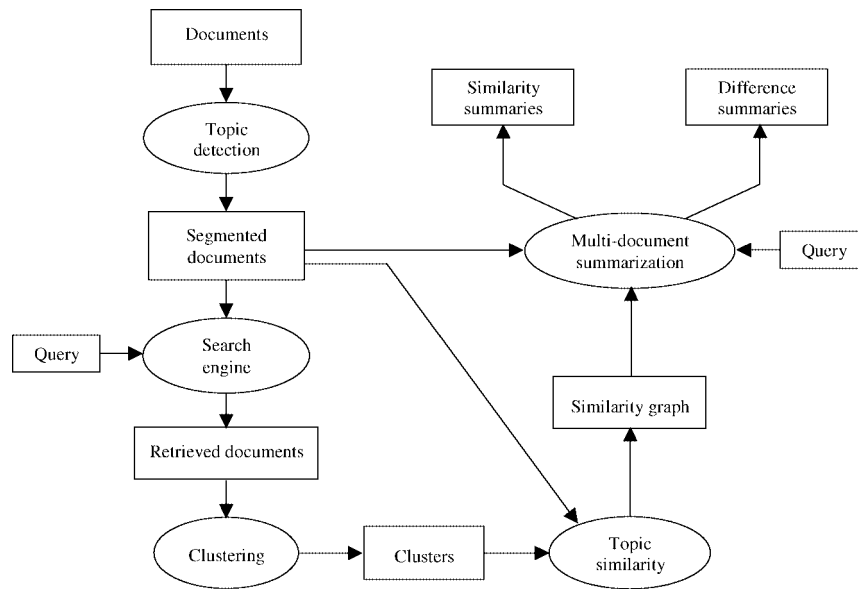 Documents
Topic
detection
Segmented
documents
Query
Search
engine
Retrieved documents
Clustering
Clusters
Topic
similarity
Similarity graph
Multi-document
summarization
Query
Similarity
summaries
Difference
summaries